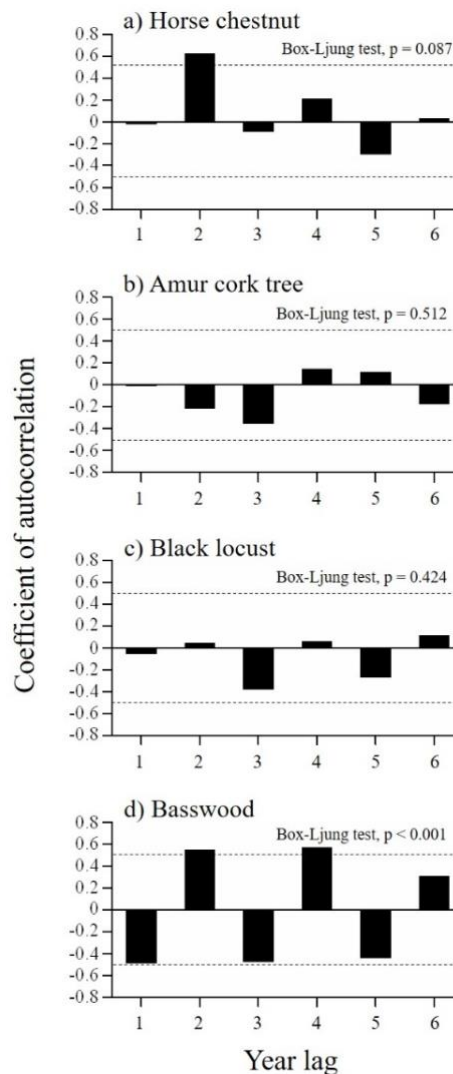 a) Horse chestnut
Box-Ljung test, p = 0.087
0.8
0.6
0.4
0.2
0
-0.2
-0.4
-0.6
-0.8
1 2 3 4 5 6
b) Amur cork tree
Box-Ljung test, p = 0.512
0.8
0.6
0.4
0.2
0
-0.2
-0.4
-0.6
-0.8
1 2 3 4 5 6
c) Black locust
Box-Ljung test, p = 0.424
0.8
0.6
0.4
0.2
0
-0.2
-0.4
-0.6
-0.8
1 2 3 4 5 6
d) Basswood
Box-Ljung test, p < 0.001
0.8
0.6
0.4
0.2
0
-0.2
-0.4
-0.6
-0.8
1 2 3 4 5 6
Coefficient of autocorrelation
Year lag